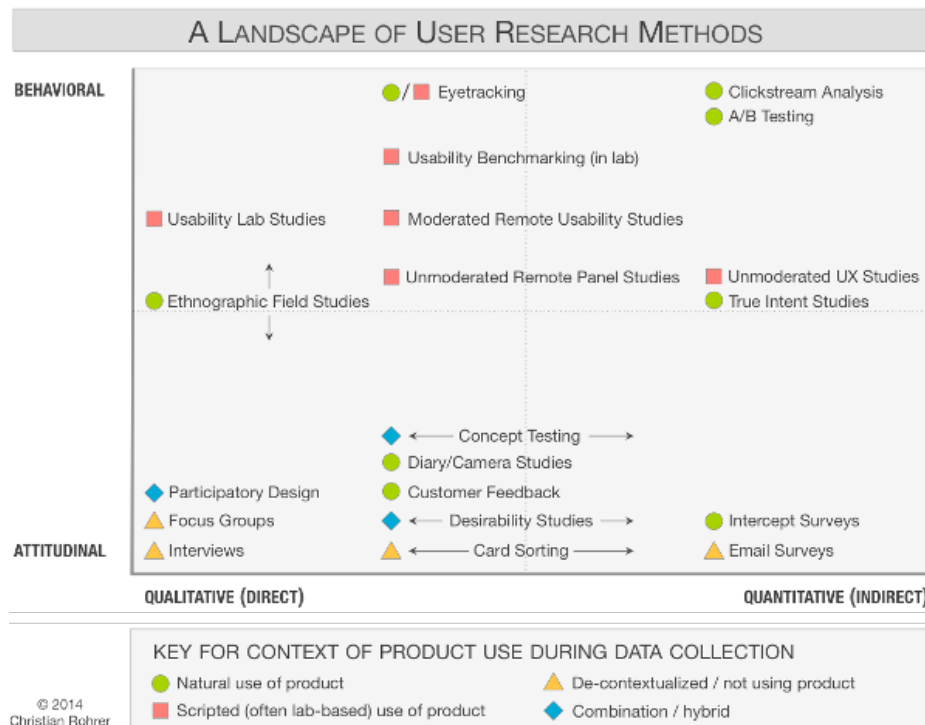 A LANDSCAPE OF USER RESEARCH METHODS
BEHAVIORAL
/ Eyetracking
Clickstream Analysis
A/B Testing
Usability Benchmarking (in lab)
Usability Lab Studies
Moderated Remote Usability Studies
Unmoderated Remote Panel Studies
Unmoderated UX Studies
Ethnographic Field Studies
True Intent Studies
Concept Testing
Diary/Camera Studies
Participatory Design
Customer Feedback
Focus Groups
Desirability Studies
Intercept Surveys
ATTITUDINAL
Interviews
Card Sorting
Email Surveys
QUALITATIVE (DIRECT)
QUANTITATIVE (INDIRECT)
KEY FOR CONTEXT OF PRODUCT USE DURING DATA COLLECTION
Natural use of product
De-contextualized / not using product
© 2014
Christian Rohrer
Scripted (often lab-based) use of product
Combination / hybrid